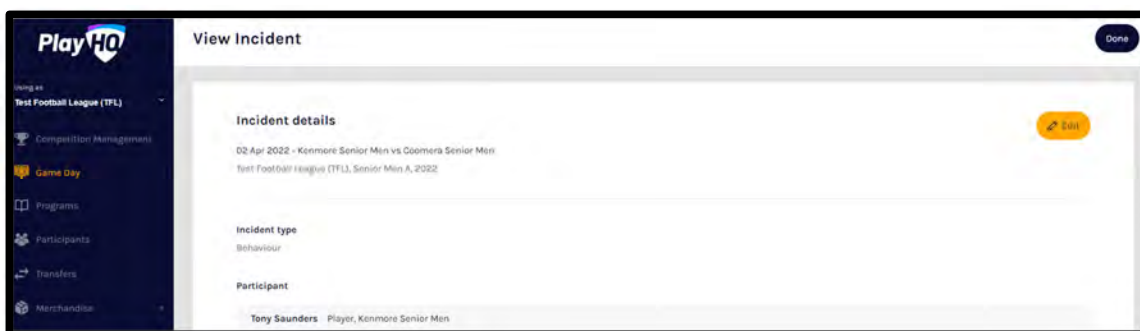 PlayHQ
View Incident
Done
Using as
Test Football League (TFL)
Competition Management
Game Day
Programs
Participants
Transfers
Merchandise
Incident details
Edit
02 Apr 2022 - Kenmore Senior Men vs Coomera Senior Men
Test Football League (TFL), Senior Men A, 2022
Incident type
Behaviour
Participant
Tony Saunders Player, Kenmore Senior Men